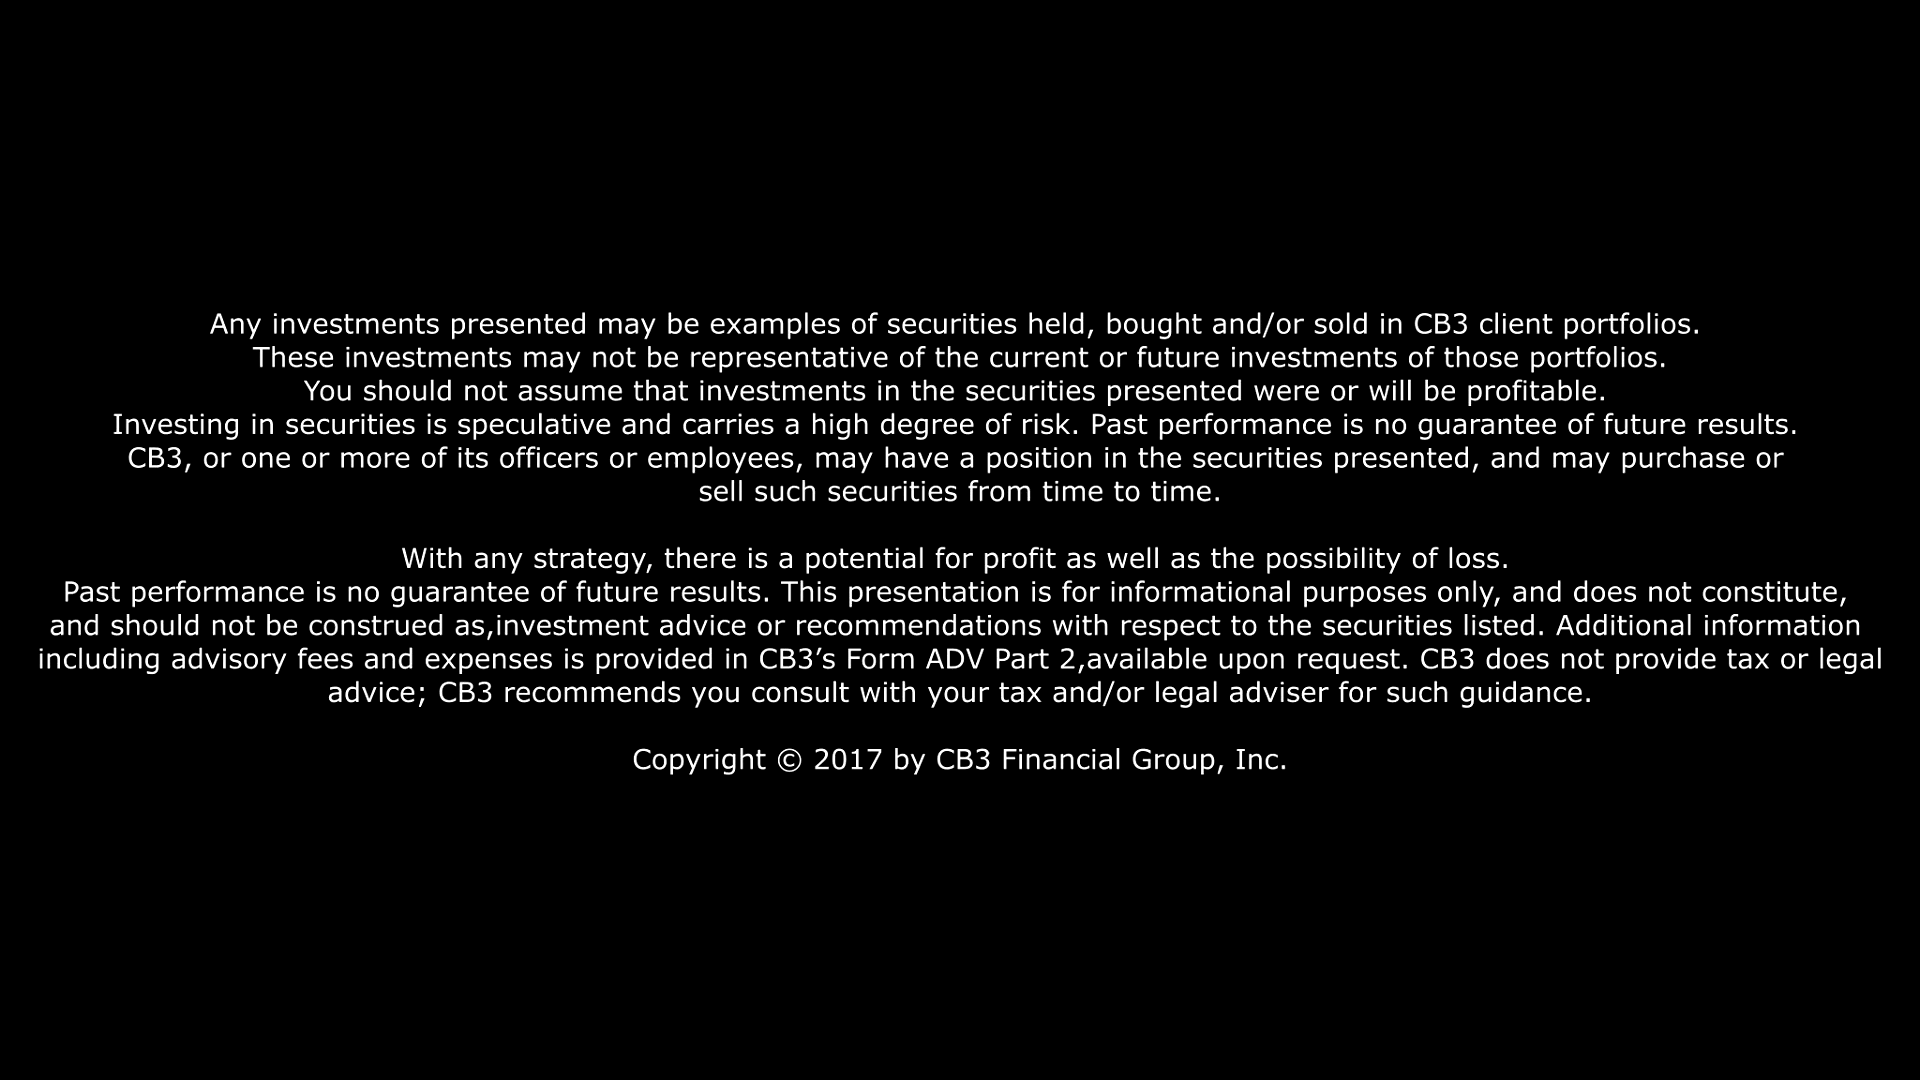 Any investments presented may be examples of securities held, bought and/or sold in CB3 client portfolios.
These investments may not be representative of the current or future investments of those portfolios.
You should not assume that investments in the securities presented were or will be profitable.
Investing in securities is speculative and carries a high degree of risk. Past performance is no guarantee of future results.
CB3, or one or more of its officers or employees, may have a position in the securities presented, and may purchase or
sell such securities from time to time.
With any strategy, there is a potential for profit as well as the possibility of loss.
Past performance is no guarantee of future results. This presentation is for informational purposes only, and does not constitute,
and should not be construed as,investment advice or recommendations with respect to the securities listed. Additional information
including advisory fees and expenses is provided in CB3’s Form ADV Part 2,available upon request. CB3 does not provide tax or legal
advice; CB3 recommends you consult with your tax and/or legal adviser for such guidance.
Copyright © 2017 by CB3 Financial Group, Inc.